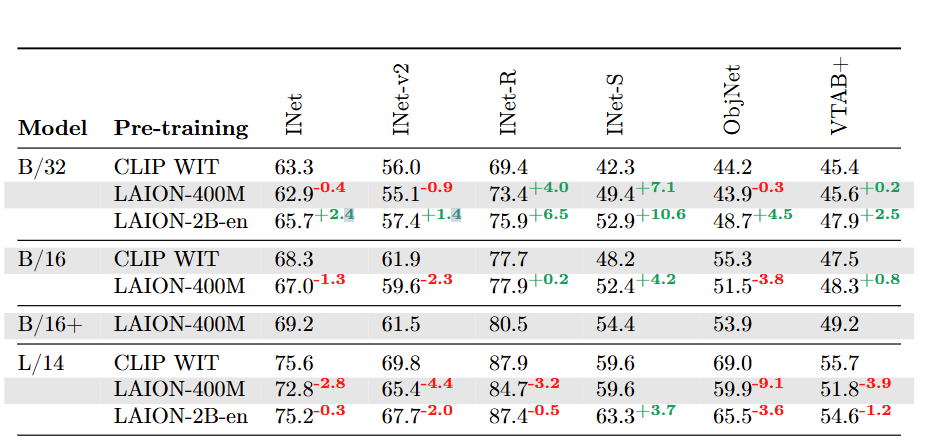 Model Pre-training INet INet-v2 INet-R INet-S ObjNet VTAB+
B/32 CLIP WIT 63.3 56.0 69.4 42.3 44.2 45.4
LAION-400M 62.9-0.4 55.1-0.9 73.4+4.0 49.4+7.1 43.9-0.3 45.6+0.2
LAION-2B-en 65.7+2.4 57.4+1.4 75.9+6.5 52.9+10.6 48.7+4.5 47.9+2.5
B/16 CLIP WIT 68.3 61.9 77.7 48.2 55.3 47.5
LAION-400M 67.0-1.3 59.6-2.3 77.9+0.2 52.4+4.2 51.5-3.8 48.3+0.8
B/16+ LAION-400M 69.2 61.5 80.5 54.4 53.9 49.2
L/14 CLIP WIT 75.6 69.8 87.9 59.6 69.0 55.7
LAION-400M 72.8-2.8 65.4-4.4 84.7-3.2 59.6 59.9-9.1 51.8-3.9
LAION-2B-en 75.2-0.3 67.7-2.0 87.4-0.5 63.3+3.7 65.5-3.6 54.6-1.2